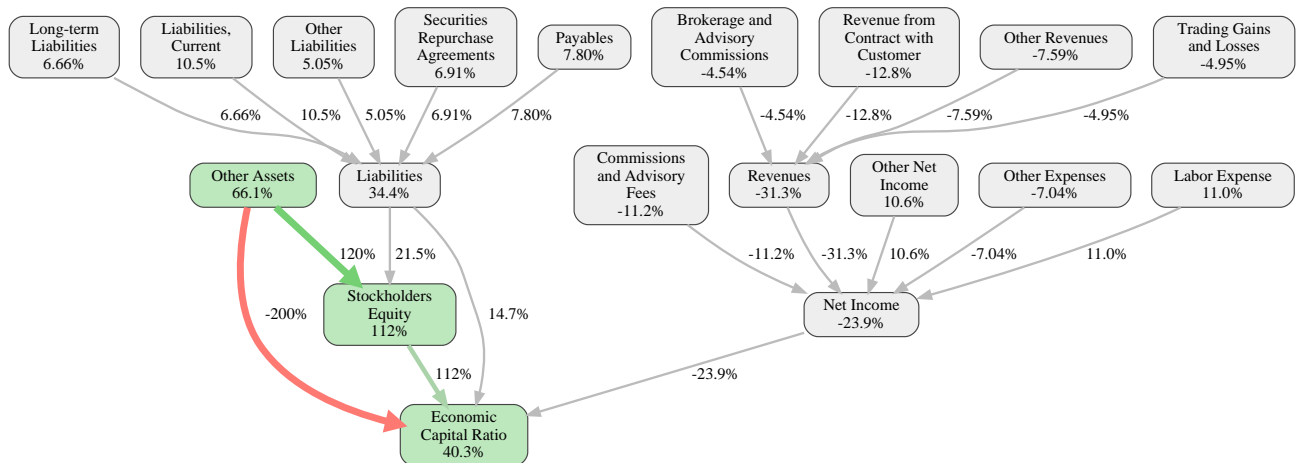 Long-term
Liabilities
6.66%
Liabilities,
Current
10.5%
Other
Liabilities
5.05%
Securities
Repurchase
Agreements
6.91%
Payables
7.80%
Brokerage and
Advisory
Commissions
-4.54%
Revenue from
Contract with
Customer
-12.8%
Other Revenues
-7.59%
Trading Gains
and Losses
-4.95%
6.66%
10.5%
5.05%
6.91%
7.80%
-4.54%
-12.8%
-7.59%
-4.95%
Other Assets
66.1%
Liabilities
34.4%
Commissions
and Advisory
Fees
-11.2%
Revenues
-31.3%
Other Net
Income
10.6%
Other Expenses
-7.04%
Labor Expense
11.0%
120%
21.5%
-11.2%
-31.3%
10.6%
-7.04%
11.0%
Stockholders
Equity
112%
Net Income
-23.9%
-200%
14.7%
112%
-23.9%
Economic
Capital Ratio
40.3%